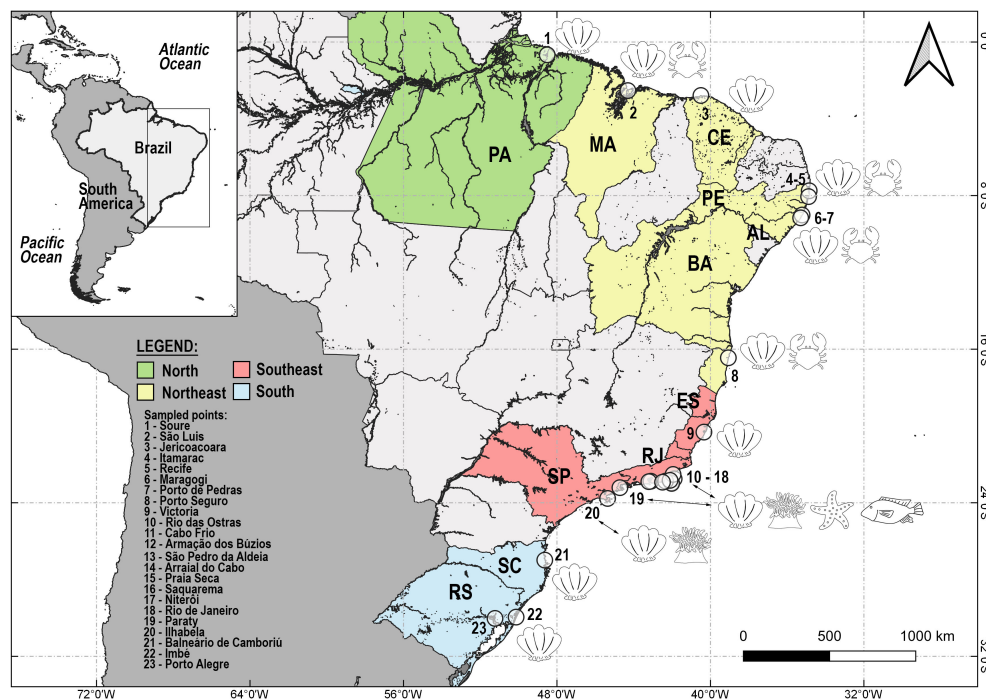 Atlantic
Ocean
Brazil
South
America
Pacific
Ocean
1
2
3
4-5
6-7
8
9
10 - 18
19
20
21
22
23
PA
MA
CE
PE
AL
BA
ES
RJ
SP
SC
RS
LEGEND:
North
Northeast
Southeast
South
Sampled points:
1 - Soure
2 - São Luis
3 - Jericoacoara
4 - Itamarac
5 - Recife
6 - Maragogi
7 - Porto de Pedras
8 - Porto Seguro
9 - Victoria
10 - Rio das Ostras
11 - Cabo Frio
12 - Armação dos Búzios
13 - São Pedro da Aldeia
14 - Arraial do Cabo
15 - Praia Seca
16 - Saquarema
17 - Niterói
18 - Rio de Janeiro
19 - Paraty
20 - Ilhabela
21 - Balneário de Camboriú
22 - Imbé
23 - Porto Alegre
0 500 1000 km
72°0'W 64°0'W 56°0'W 48°0'W 40°0'W 32°0'W